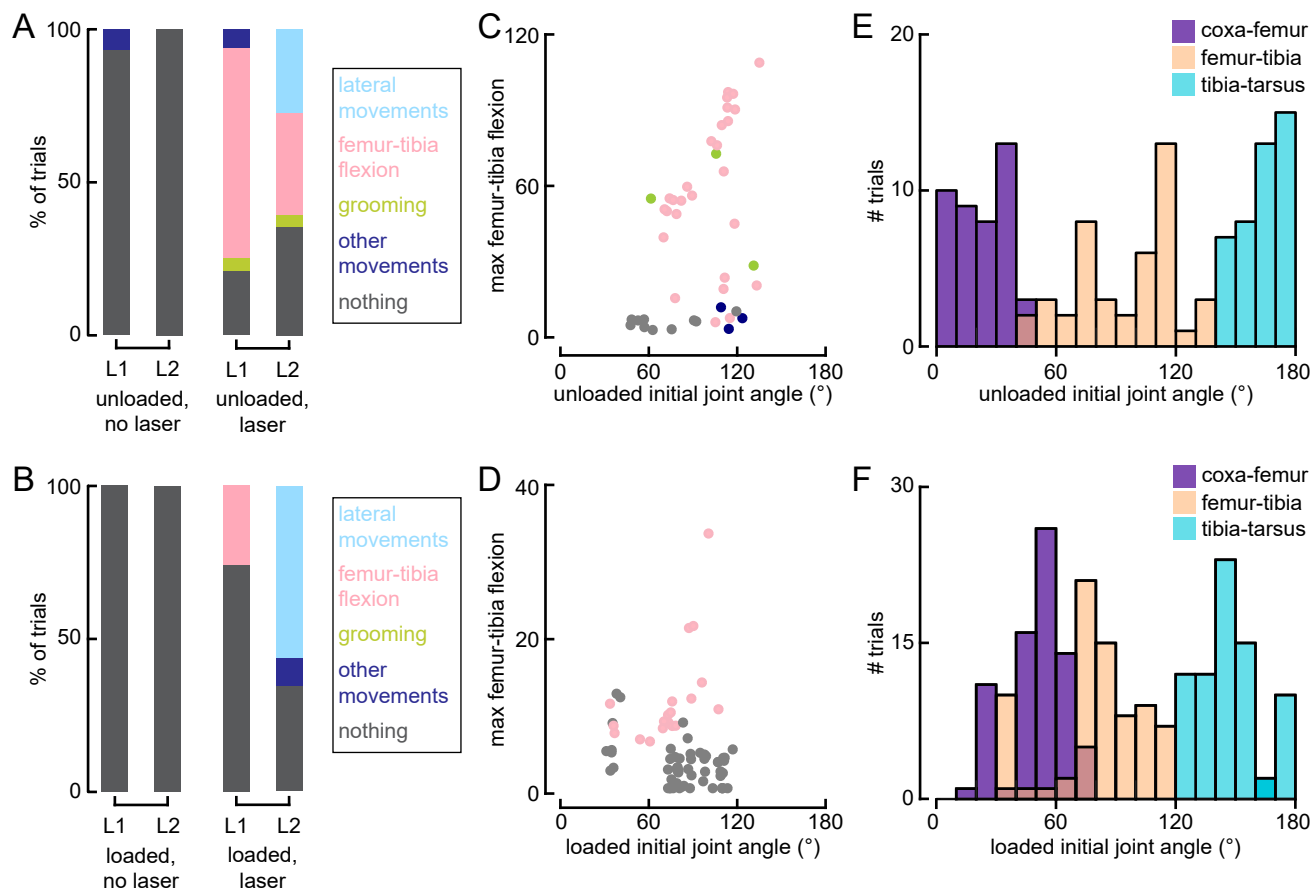 A
100
50
0
% of trials
L1 L2 L1 L2
unloaded,
no laser
unloaded,
laser
lateral
movements
femur-tibia
flexion
grooming
other
movements
nothing
C
120
60
0
max femur-tibia flexion
0 60 120 180
unloaded initial joint angle (°)
E
20
10
0
# trials
coxa-femur
femur-tibia
tibia-tarsus
0 60 120 180
unloaded initial joint angle (°)
B
100
50
0
% of trials
L1 L2 L1 L2
loaded,
no laser
loaded,
laser
lateral
movements
femur-tibia
flexion
grooming
other
movements
nothing
D
40
20
0
max femur-tibia flexion
0 60 120 180
loaded initial joint angle (°)
F
30
15
0
# trials
coxa-femur
femur-tibia
tibia-tarsus
0 60 120 180
loaded initial joint angle (°)